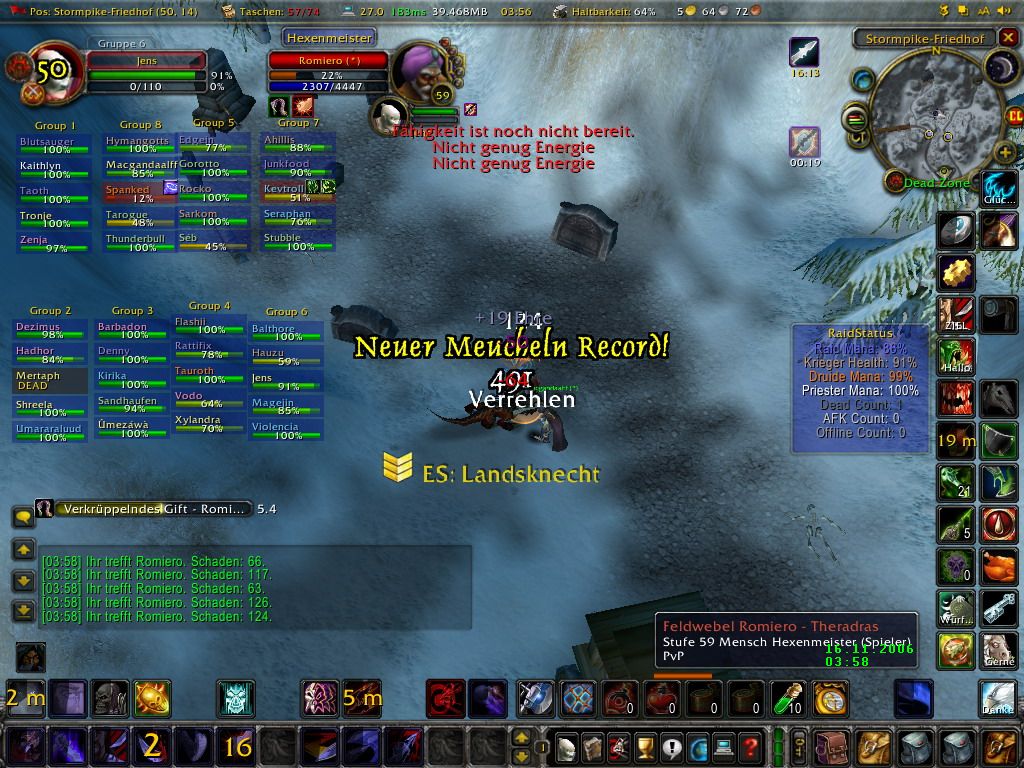 Pos: Stormpike-Friedhof (50, 14) Taschen: 57/74 27.0 183ms 39.468MB 03:56 Haltbarkeit: 64% 5 64 72
Gruppe 6
50
Jens
91%
0/110 0%
Hexenmeister
Romiero (*)
22%
2307/4447
59
16:13
00:19
Stormpike-Friedhof
N
Dead Zone
Fähigkeit ist noch nicht bereit.
Nicht genug Energie
Nicht genug Energie
Group 1
Blutsauger 100%
Kaithlyn 100%
Taoth 100%
Tronje 100%
Zenja 97%
Group 8
Hymangotts 100%
Macgandaalff 85%
Spanked 12%
Tarogue 48%
Thunderbull 100%
Group 5
77%
Gorotto 100%
Rocko 100%
Sarkom 100%
Seb 45%
Group 7
Ahillis 88%
Junkfood 90%
Kevtroll 51%
Seraphan 76%
Stubble 100%
Group 2
Dezimus 98%
Hadhor 84%
Mertaph DEAD
Shreela 100%
Umararaluud 100%
Group 3
Barbadon 100%
Denny 100%
Kirika 100%
Sandhaufen 94%
Ümezáwa 100%
Group 4
Flashii 100%
Rattifix 78%
Tauroth 100%
Vodo 64%
Xylandra 70%
Group 6
Balthore 100%
Hauzu 59%
Jens 91%
Magejin 85%
Violencia 100%
RaidStatus
Raid Mana: 86%
Krieger Health: 91%
Druide Mana: 99%
Priester Mana: 100%
Dead Count: 1
AFK Count: 0
Offline Count: 0
Neuer Meucheln Record!
491
Verfehlen
ES: Landsknecht
Verkrüppelndes Gift - Romi... 5.4
[03:58] Ihr trefft Romiero. Schaden: 66.
[03:58] Ihr trefft Romiero. Schaden: 117.
[03:58] Ihr trefft Romiero. Schaden: 63.
[03:58] Ihr trefft Romiero. Schaden: 126.
[03:58] Ihr trefft Romiero. Schaden: 124.
Feldwebel Romiero - Theradras
Stufe 59 Mensch Hexenmeister (Spieler)
PvP
16.11.2006
03:58
Glüc...
Hallo
19 m
21
5
0
Wurf...
Gerne
Danke
2 m
5 m
0 0 0 0 10
2
16
1